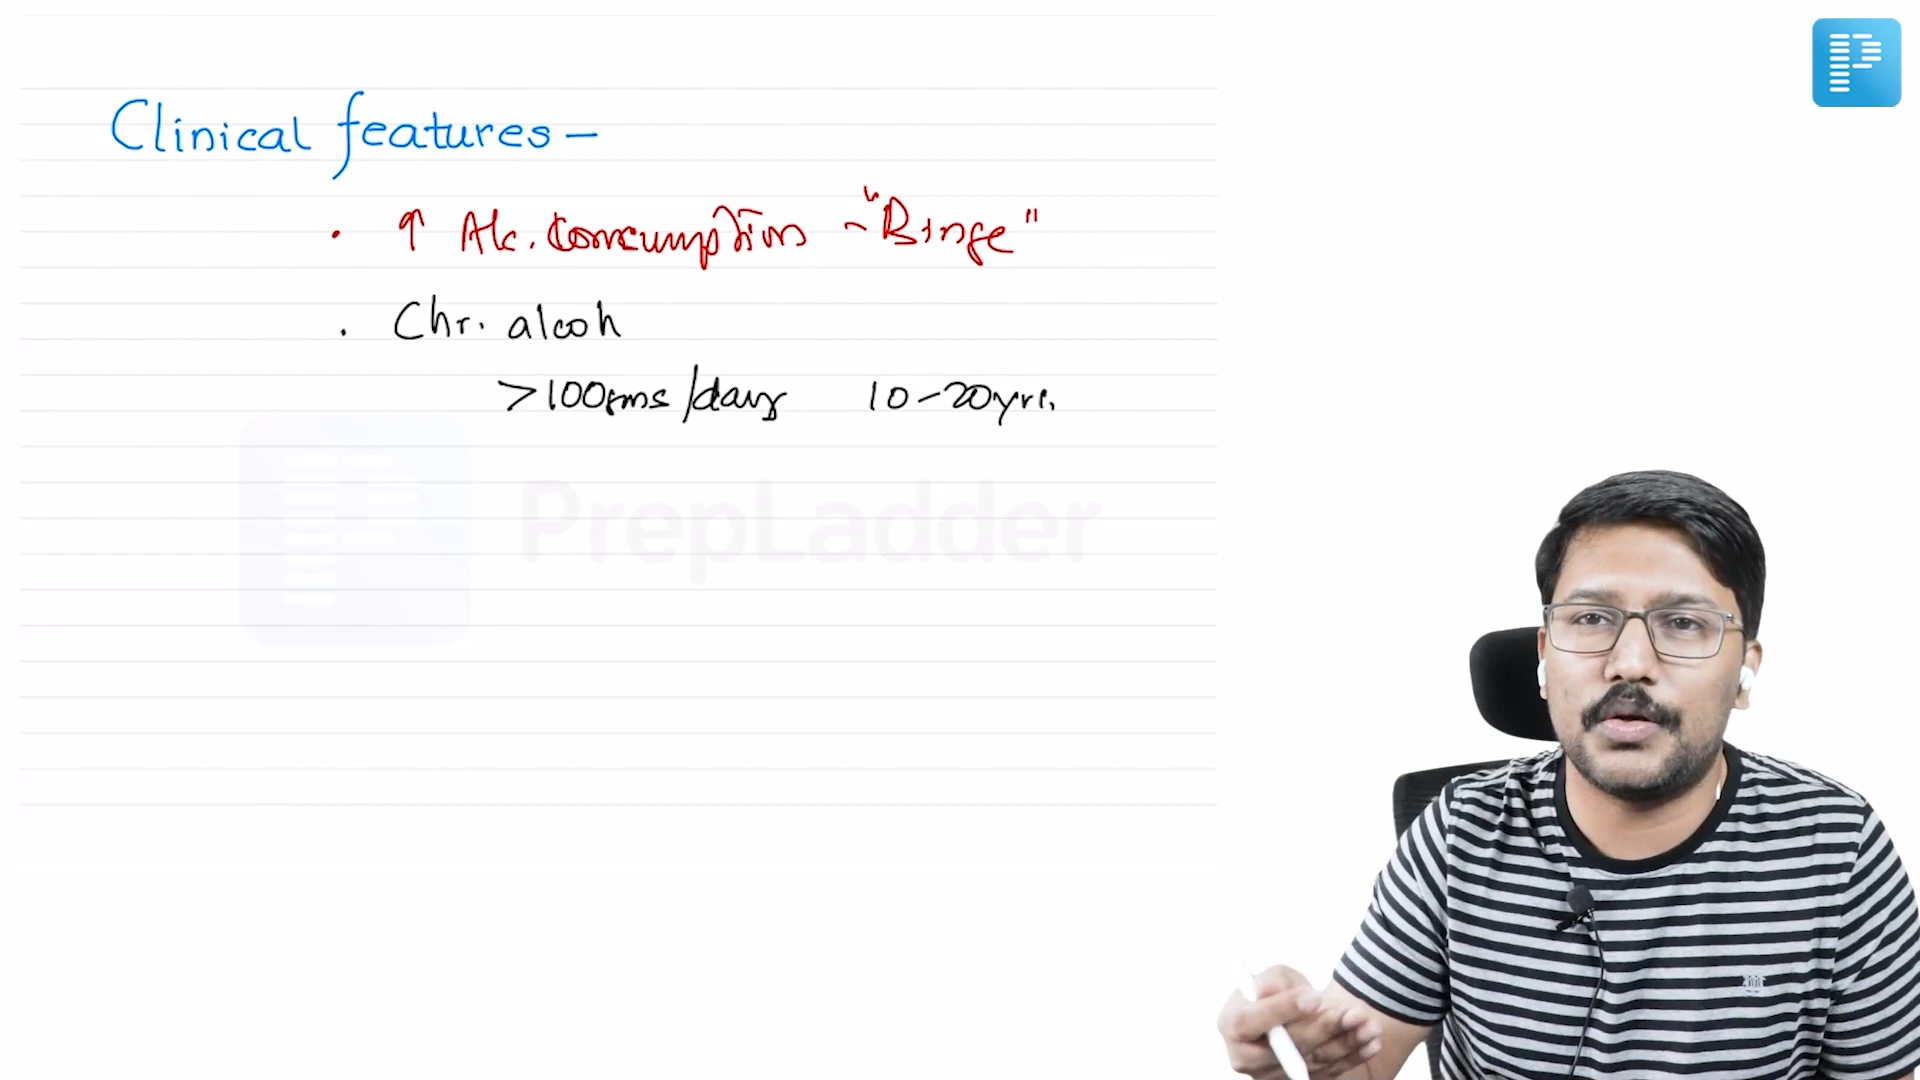 Clinical features –
• ↑ Alc. Consumption ~ "Binge"
• Chr. alcoh
>100gms/day 10-20yrs.
PrepLadder